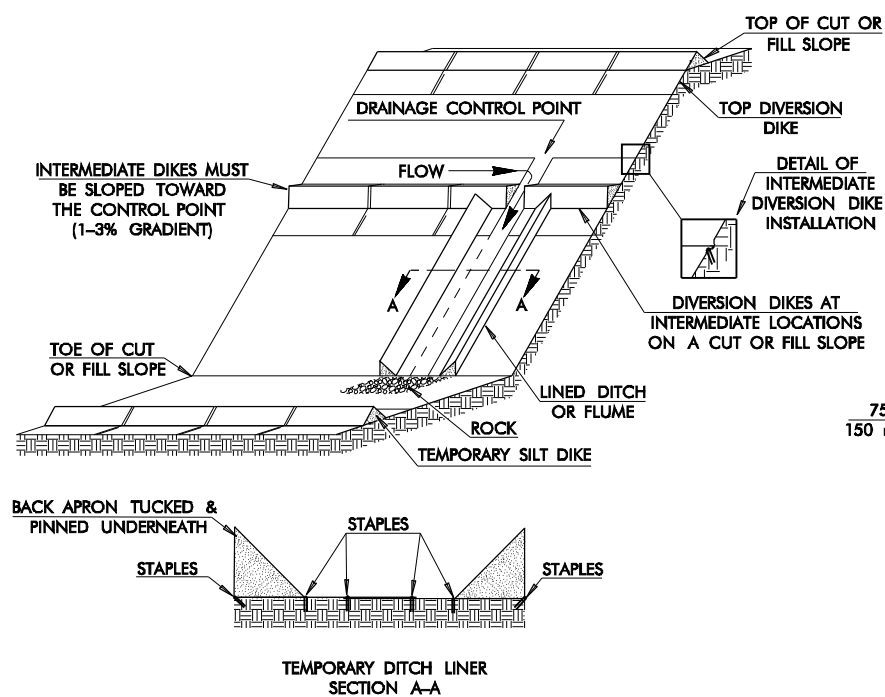 TOP OF CUT OR
FILL SLOPE
DRAINAGE CONTROL POINT
TOP DIVERSION
DIKE
INTERMEDIATE DIKES MUST
BE SLOPED TOWARD
THE CONTROL POINT
(1–3% GRADIENT)
FLOW
DETAIL OF
INTERMEDIATE
DIVERSION DIKE
INSTALLATION
A
A
DIVERSION DIKES AT
INTERMEDIATE LOCATIONS
ON A CUT OR FILL SLOPE
TOE OF CUT
OR FILL SLOPE
LINED DITCH
OR FLUME
ROCK
TEMPORARY SILT DIKE
75
150
BACK APRON TUCKED &
PINNED UNDERNEATH
STAPLES
STAPLES
STAPLES
TEMPORARY DITCH LINER
SECTION A–A